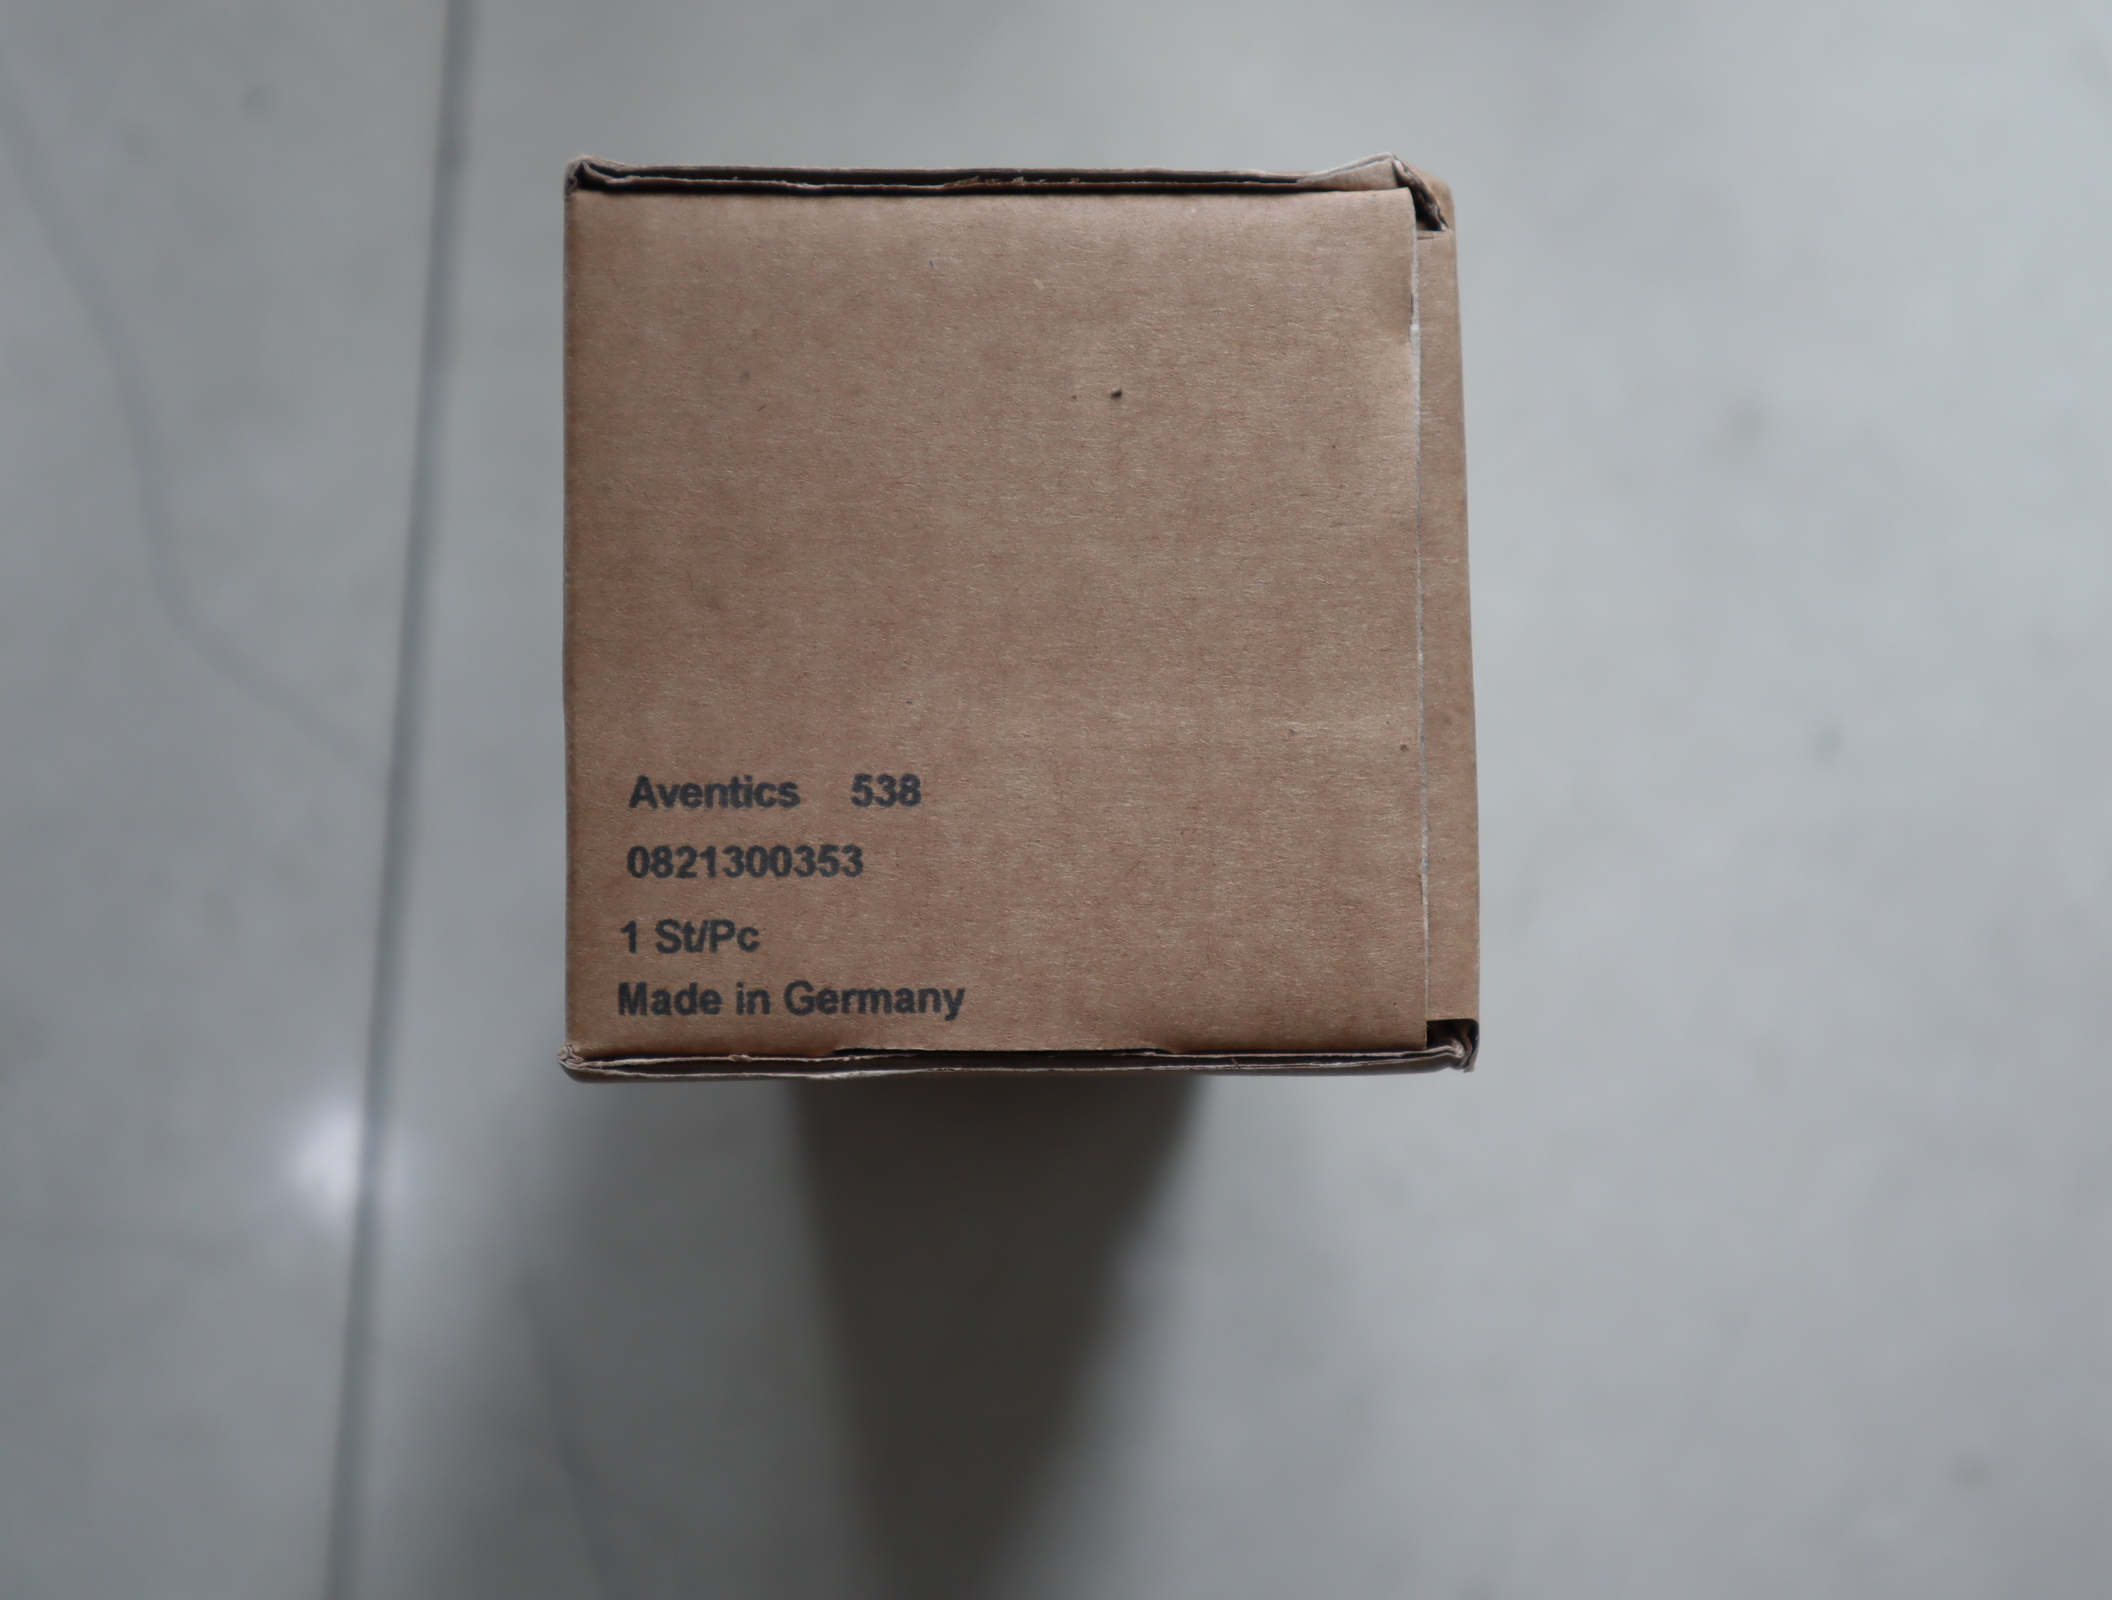 Aventics 538
0821300353
1 St/Pc
Made in Germany